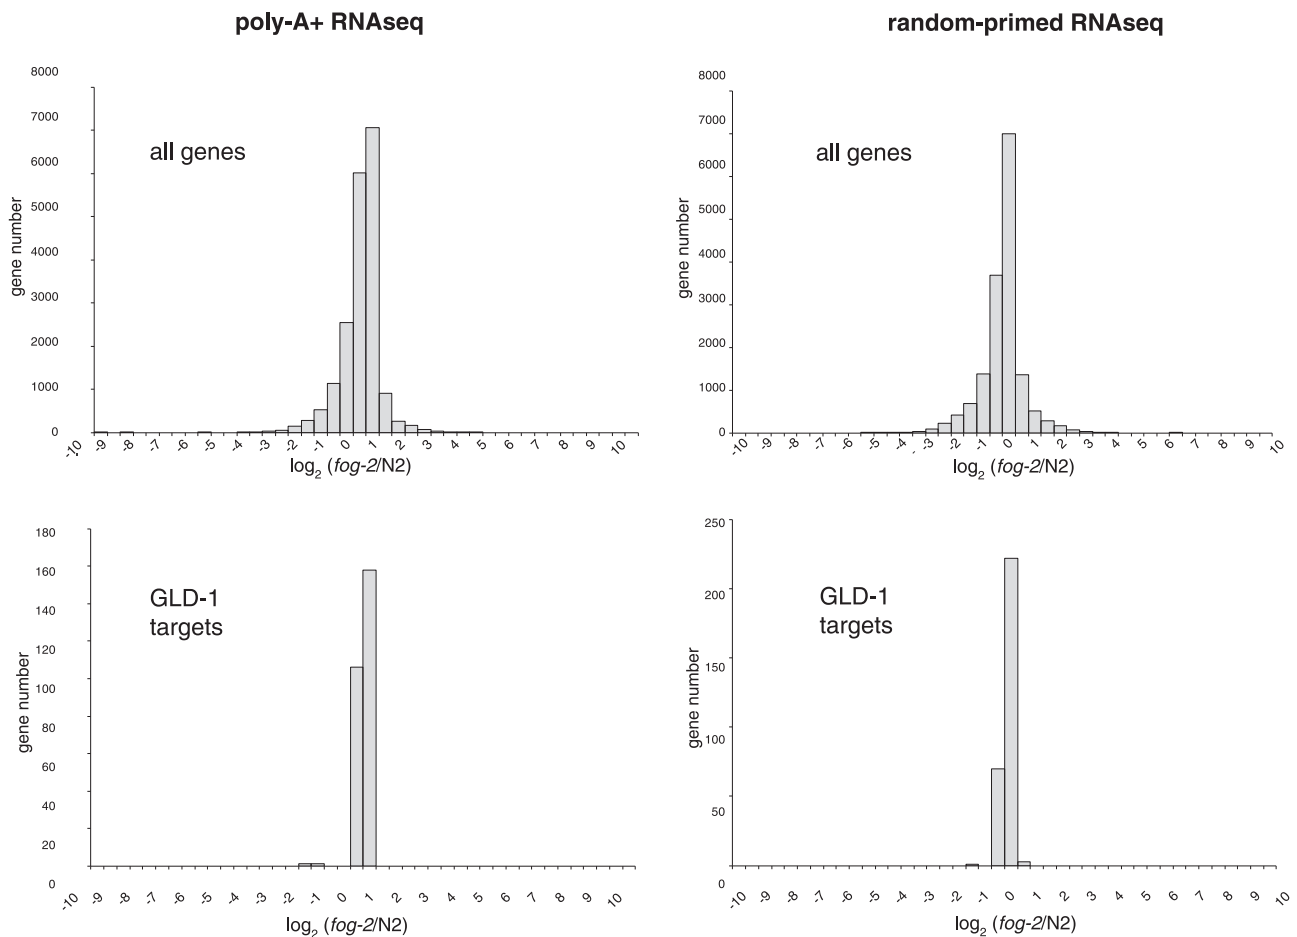 poly-A+ RNAseq
random-primed RNAseq
8000
7000
6000
5000
4000
3000
2000
1000
0
gene number
all genes
-10 -9 -8 -7 -6 -5 -4 -3 -2 -1 0 1 2 3 4 5 6 7 8 9 10
log2 (fog-2/N2)
8000
7000
6000
5000
4000
3000
2000
1000
0
gene number
all genes
-10 -9 -8 -7 -6 -5 -4 -3 -2 -1 0 1 2 3 4 5 6 7 8 9 10
log2 (fog-2/N2)
180
160
140
120
100
80
60
40
20
0
gene number
GLD-1
targets
-10 -9 -8 -7 -6 -5 -4 -3 -2 -1 0 1 2 3 4 5 6 7 8 9 10
log2 (fog-2/N2)
250
200
150
100
50
0
gene number
GLD-1
targets
-10 -9 -8 -7 -6 -5 -4 -3 -2 -1 0 1 2 3 4 5 6 7 8 9 10
log2 (fog-2/N2)